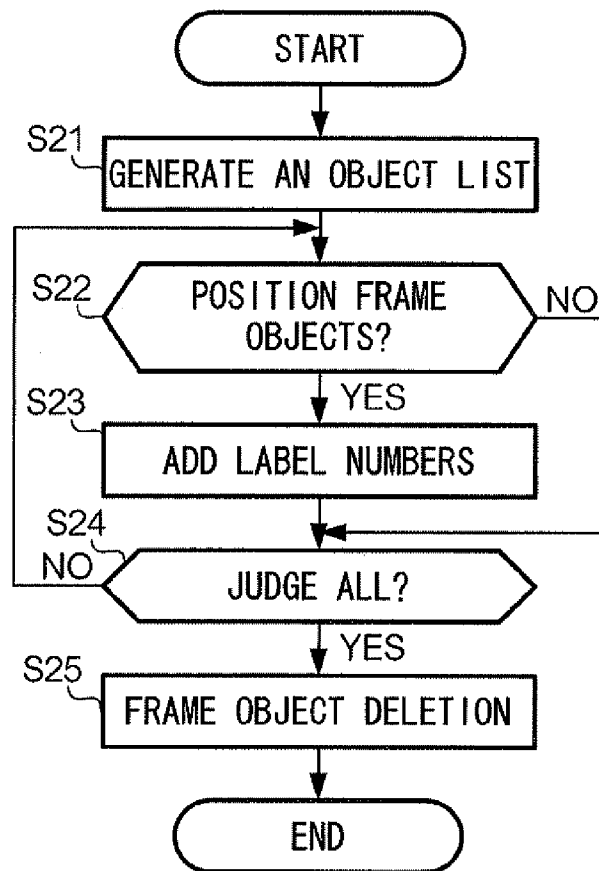 START
S21
GENERATE AN OBJECT LIST
S22
POSITION FRAME
OBJECTS?
NO
YES
S23
ADD LABEL NUMBERS
S24
NO
JUDGE ALL?
YES
S25
FRAME OBJECT DELETION
END